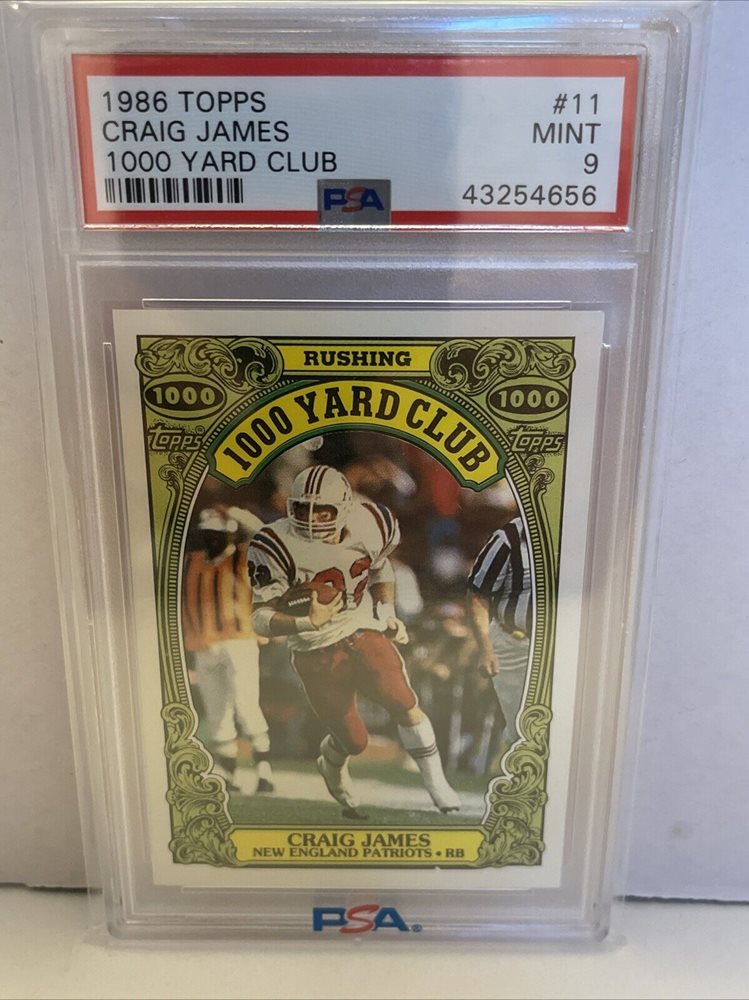 1986 TOPPS #11
CRAIG JAMES MINT
1000 YARD CLUB 9
PSA 43254656
RUSHING
1000 1000
1000 YARD CLUB
Topps® Topps
32
CRAIG JAMES
NEW ENGLAND PATRIOTS • RB
PSA®